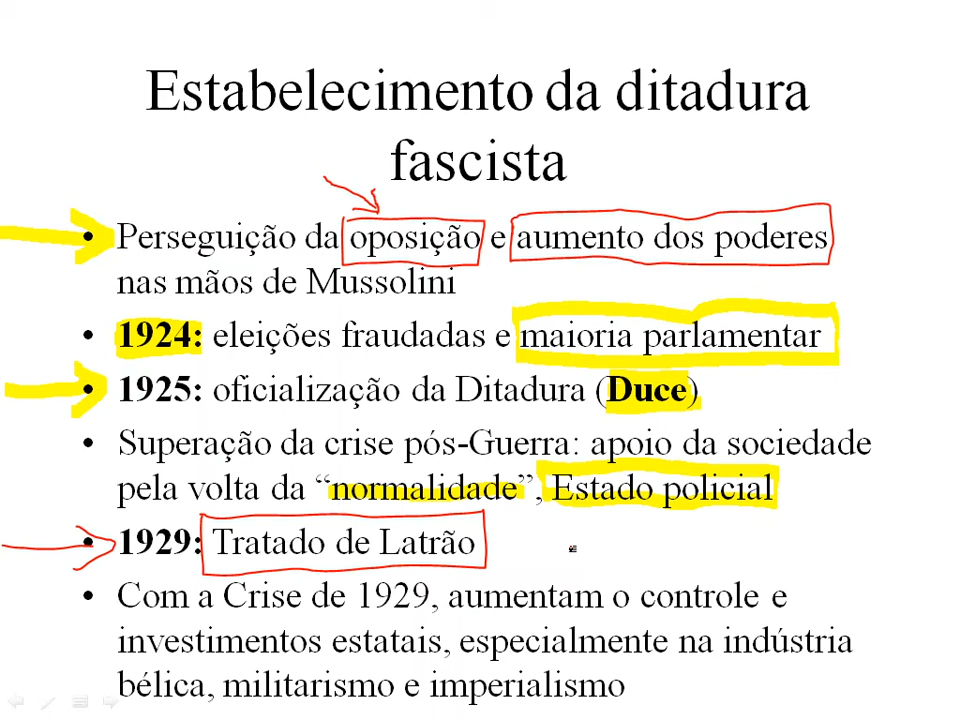 Estabelecimento da ditadura
fascista
• Perseguição da oposição e aumento dos poderes
nas mãos de Mussolini
• 1924: eleições fraudadas e maioria parlamentar
• 1925: oficialização da Ditadura (Duce)
• Superação da crise pós-Guerra: apoio da sociedade
pela volta da “normalidade”, Estado policial
• 1929: Tratado de Latrão
• Com a Crise de 1929, aumentam o controle e
investimentos estatais, especialmente na indústria
bélica, militarismo e imperialismo